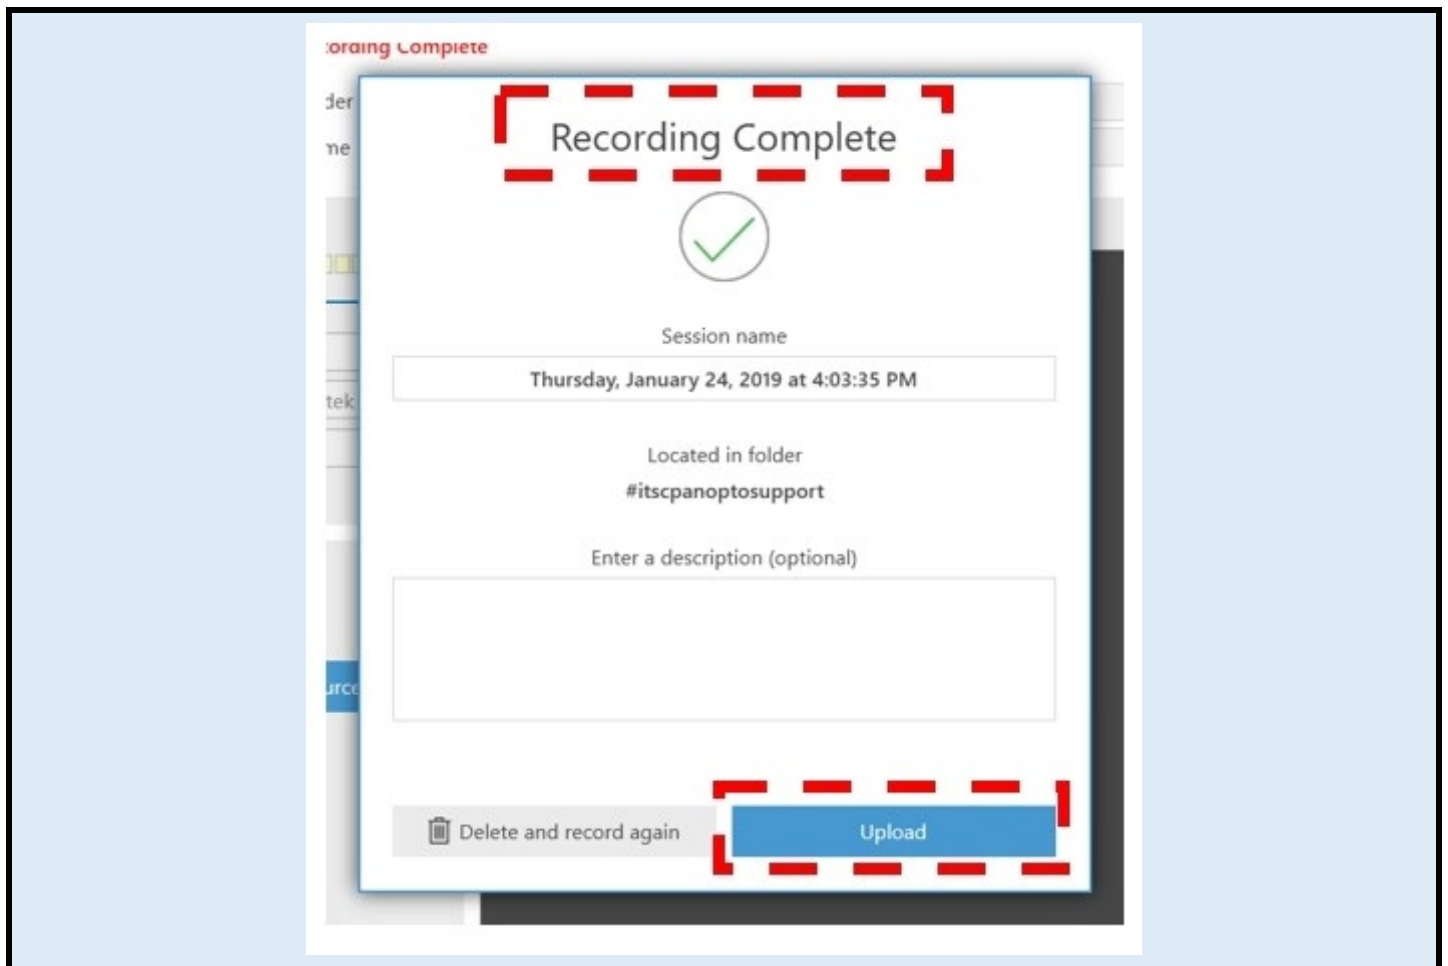 Recording Complete
Session name
Thursday, January 24, 2019 at 4:03:35 PM
Located in folder
#itscpanoptosupport
Enter a description (optional)
Delete and record again
Upload